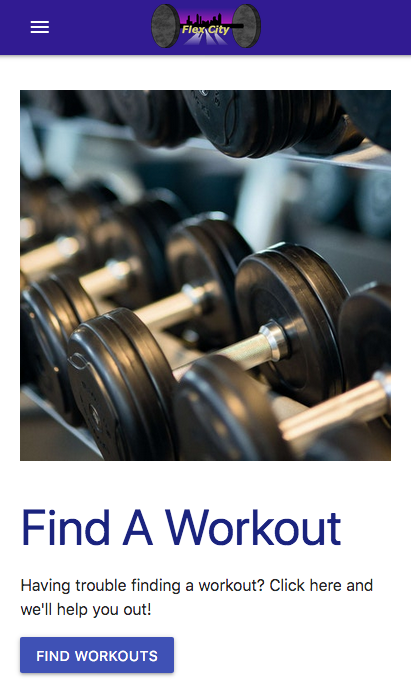 Flex City
Find A Workout
Having trouble finding a workout? Click here and
we'll help you out!
FIND WORKOUTS